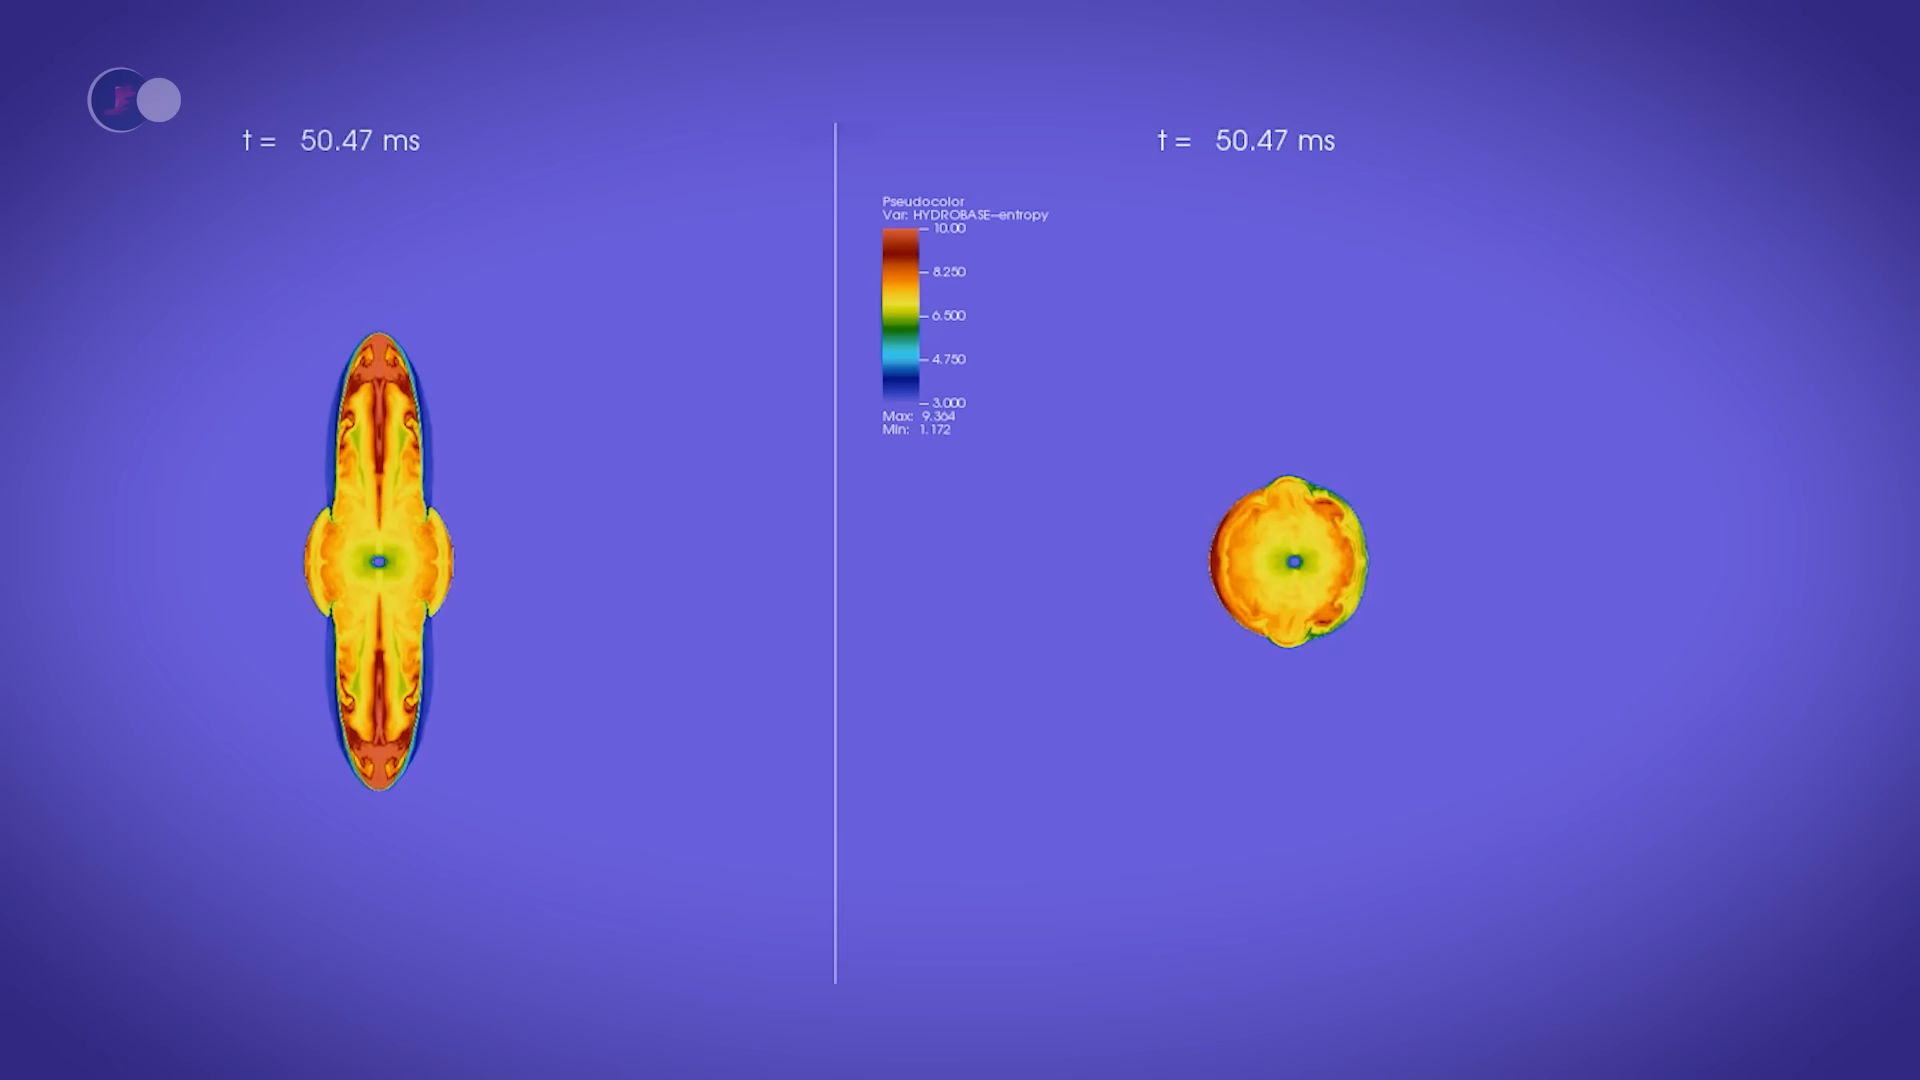 t = 50.47 ms
t = 50.47 ms
Pseudocolor
Var: HYDROBASE–entropy
10.00
8.250
6.500
4.750
3.000
Max: 9.364
Min: 1.172